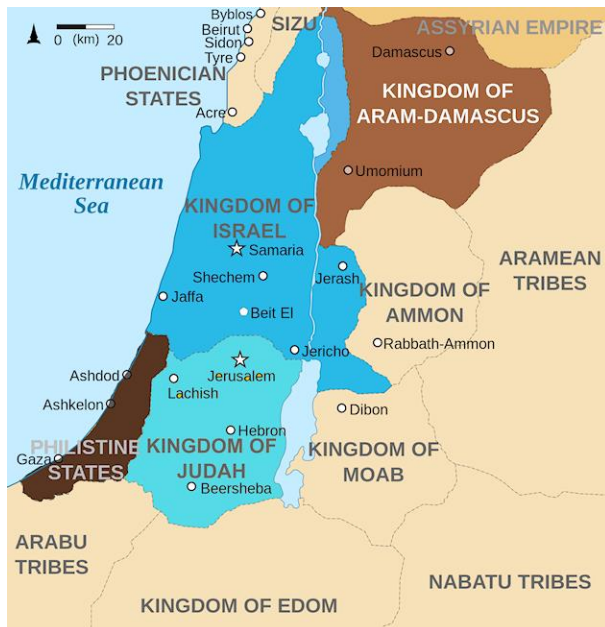 Byblos
SIZU
ASSYRIAN EMPIRE
0 (km) 20
Beirut
Sidon
Damascus
Tyre
PHOENICIAN
STATES
KINGDOM OF
ARAM-DAMASCUS
Acre
Umomium
Mediterranean
Sea
KINGDOM OF
ISRAEL
Samaria
ARAMEAN
TRIBES
Shechem
Jerash
KINGDOM OF
AMMON
Jaffa
Beit El
Rabbath-Ammon
Jericho
Ashdod
Jerusalem
Lachish
Ashkelon
Dibon
Hebron
PHILISTINE
STATES
KINGDOM OF
JUDAH
KINGDOM OF
MOAB
Gaza
Beersheba
ARABU
TRIBES
NABATU TRIBES
KINGDOM OF EDOM